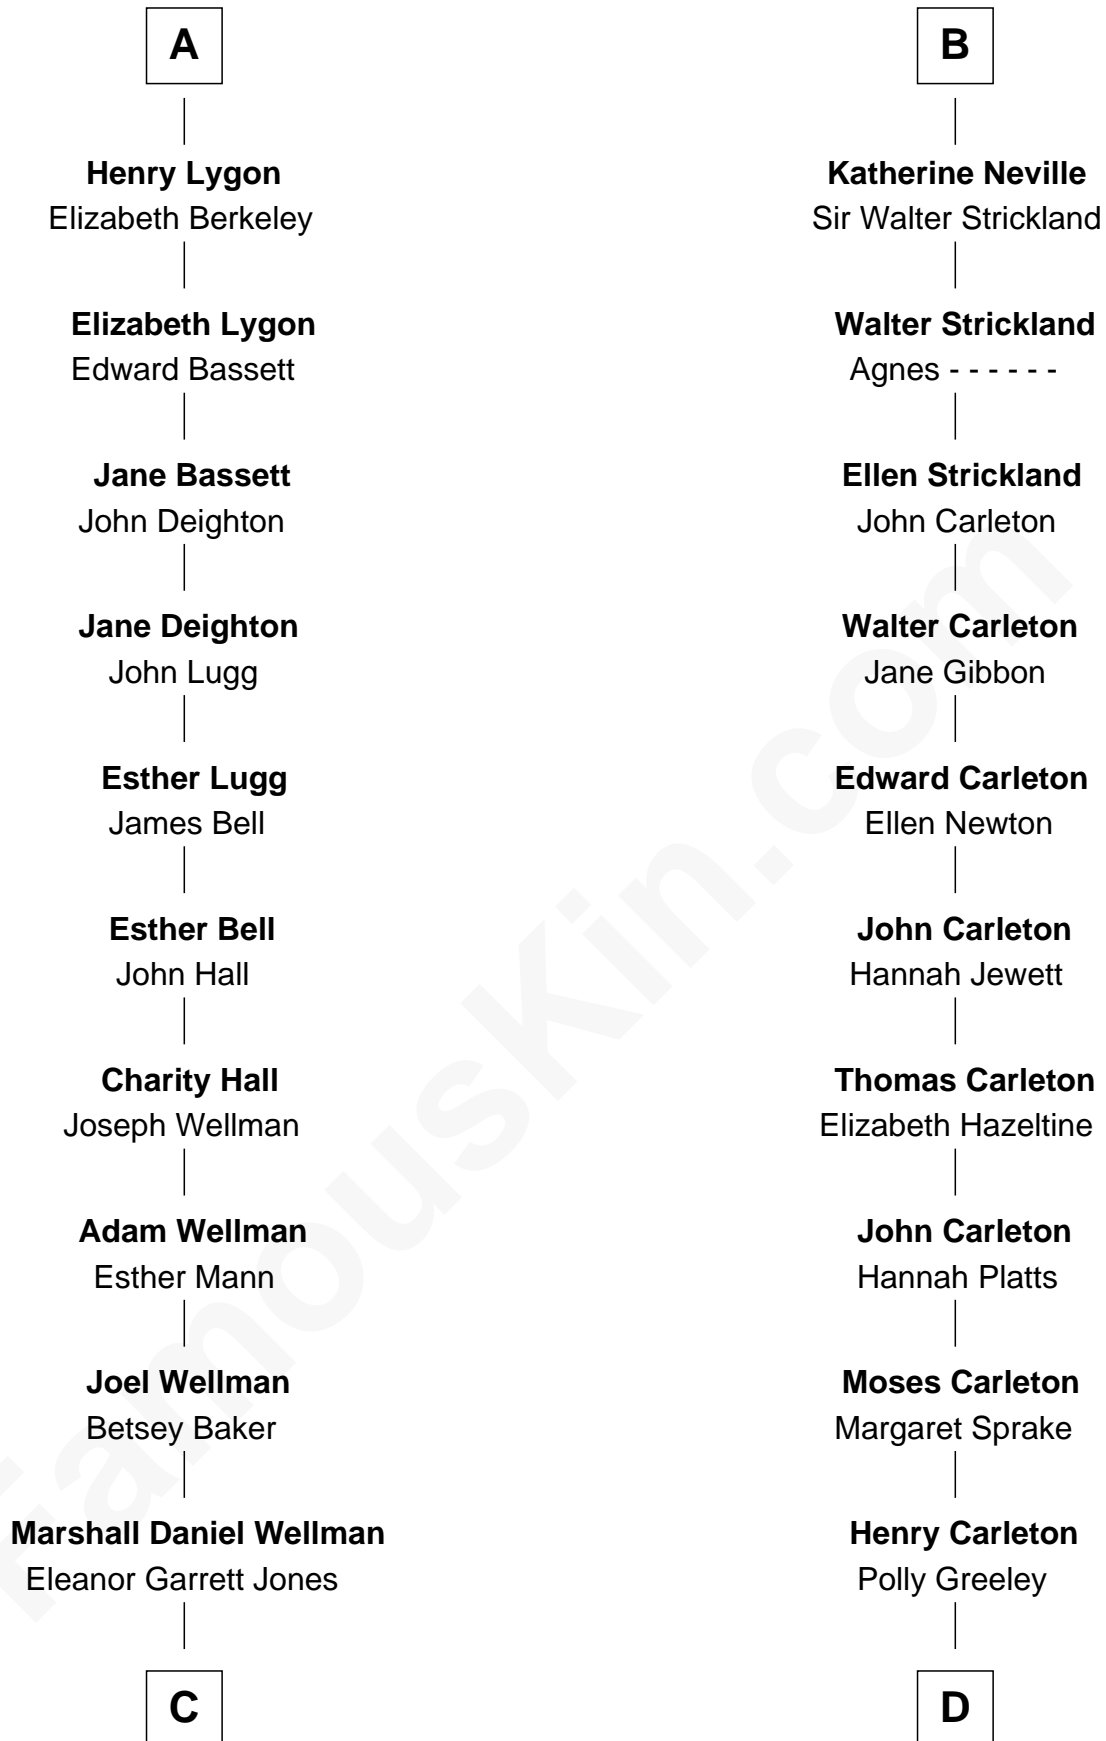 A
Henry Lygon
Elizabeth Berkeley
Elizabeth Lygon
Edward Bassett
Jane Bassett
John Deighton
Jane Deighton
John Lugg
Esther Lugg
James Bell
Esther Bell
John Hall
Charity Hall
Joseph Wellman
Adam Wellman
Esther Mann
Joel Wellman
Betsey Baker
Marshall Daniel Wellman
Eleanor Garrett Jones
C
B
Katherine Neville
Sir Walter Strickland
Walter Strickland
Agnes - - - - - -
Ellen Strickland
John Carleton
Walter Carleton
Jane Gibbon
Edward Carleton
Ellen Newton
John Carleton
Hannah Jewett
Thomas Carleton
Elizabeth Hazeltine
John Carleton
Hannah Platts
Moses Carleton
Margaret Sprake
Henry Carleton
Polly Greeley
D
FamousKin.com